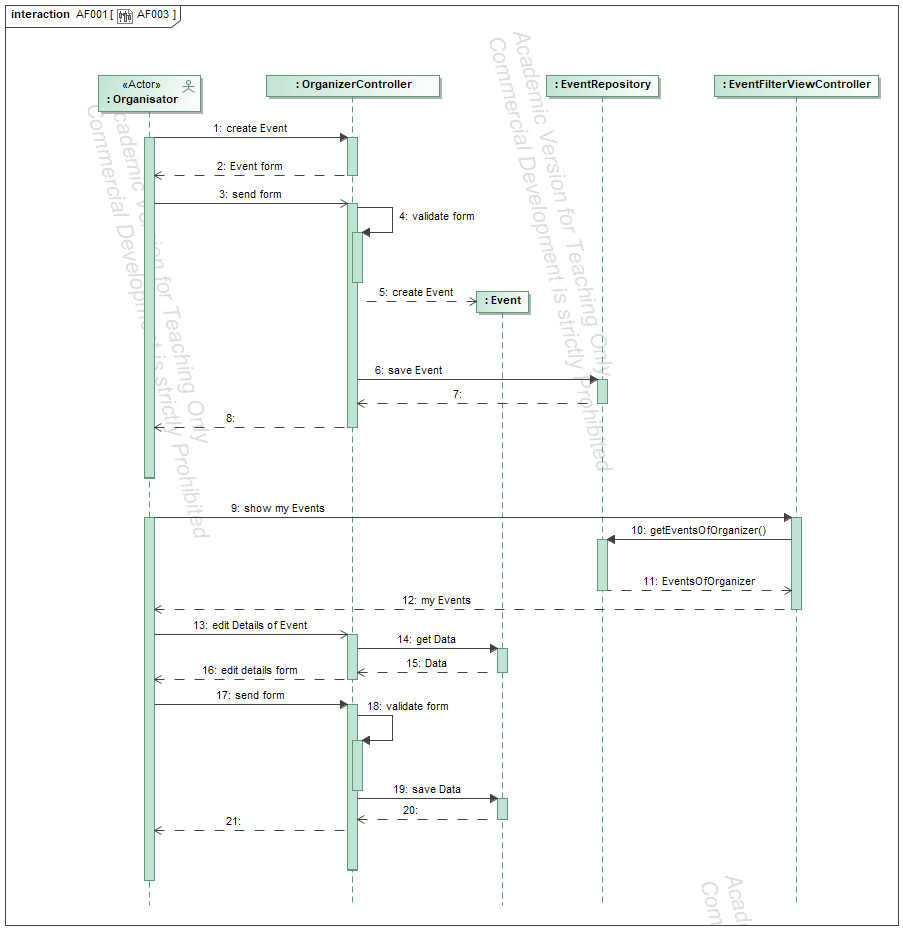 interaction AF001[ AF003 ]
«Actor»
: Organisator
: OrganizerController
: EventRepository
: EventFilterViewController
1: create Event
2: Event form
3: send form
4: validate form
5: create Event
: Event
6: save Event
7:
8:
9: show my Events
10: getEventsOfOrganizer()
11: EventsOfOrganizer
12: my Events
13: edit Details of Event
14: get Data
15: Data
16: edit details form
17: send form
18: validate form
19: save Data
20:
21:
Academic Version for Teaching Only
Commercial Development is strictly Prohibited
Academic Version for Teaching Only
Commercial Development is strictly Prohibited
Acad
Com